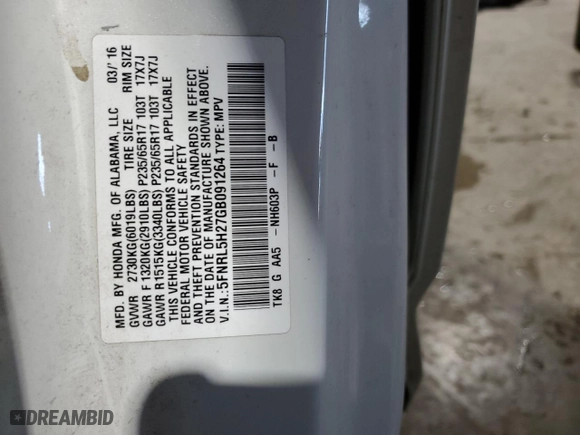 MFD. BY HONDA MFG. OF ALABAMA, LLC 03/'16
GVWR 2730KG(6019LBS) TIRE SIZE RIM SIZE
GAWR F 1320KG(2910LBS) P235/65R17 103T 17X7J
GAWR R1515KG(3340LBS) P235/65R17 103T 17X7J
THIS VEHICLE CONFORMS TO ALL APPLICABLE
FEDERAL MOTOR VEHICLE SAFETY
AND THEFT PREVENTION STANDARDS IN EFFECT
ON THE DATE OF MANUFACTURE SHOWN ABOVE.
V.I.N.:5FNRL5H27GB091264 TYPE: MPV
TK8 G AA5 -NH603P -F -B
DREAMBID